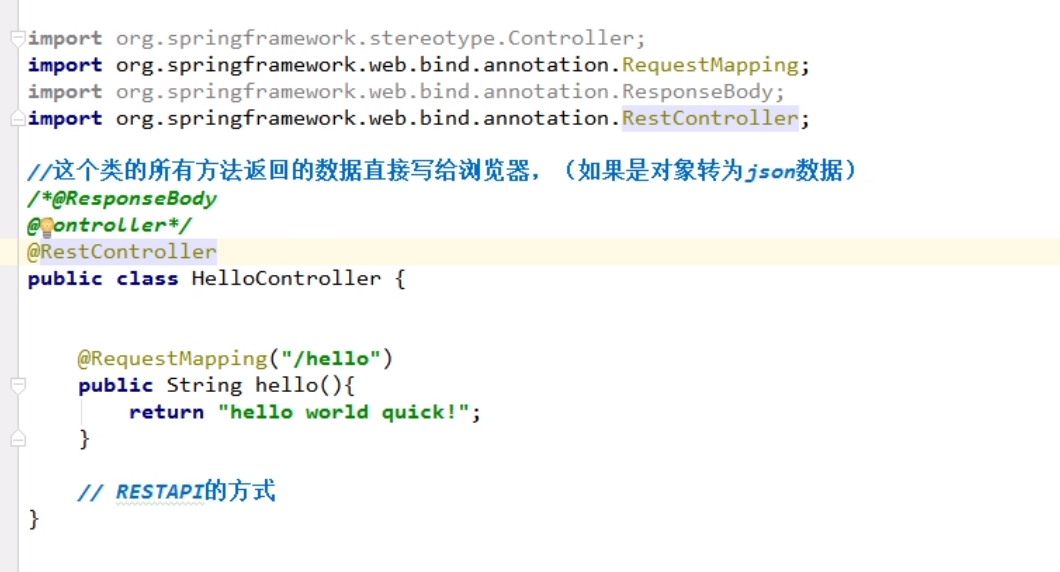 import org.springframework.stereotype.Controller;
import org.springframework.web.bind.annotation.RequestMapping;
import org.springframework.web.bind.annotation.ResponseBody;
import org.springframework.web.bind.annotation.RestController;
//这个类的所有方法返回的数据直接写给浏览器，（如果是对象转为json数据）
/*@ResponseBody
@Controller*/
@RestController
public class HelloController {
@RequestMapping("/hello")
public String hello(){
return "hello world quick!";
}
// RESTAPI的方式
}